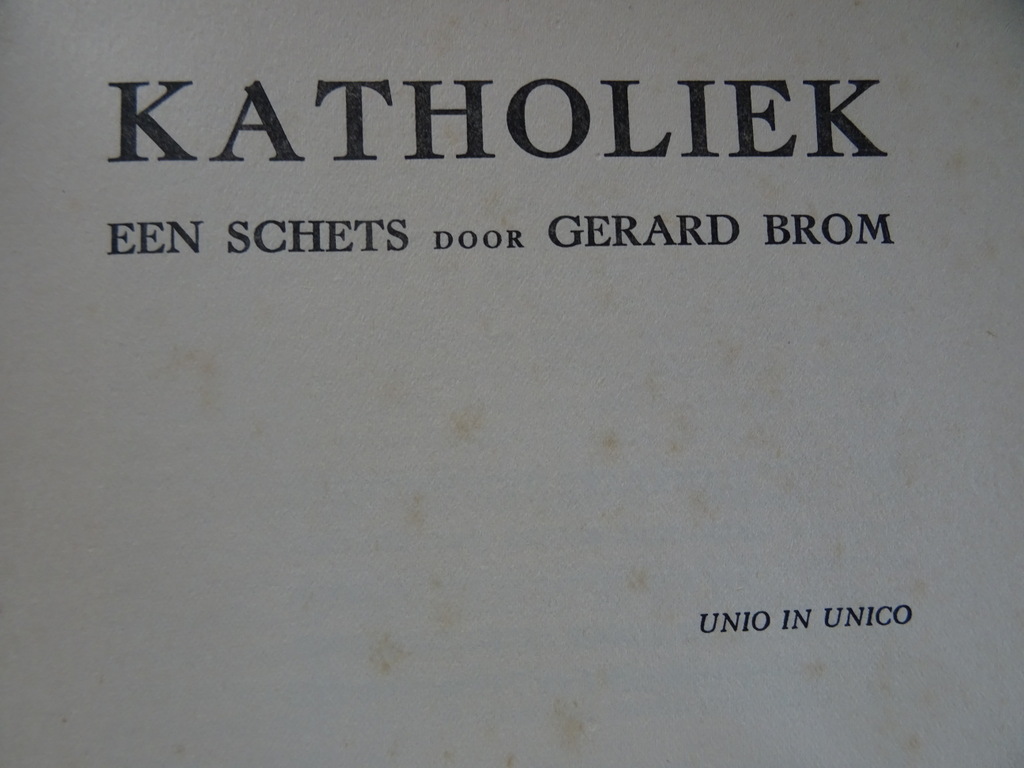 KATHOLIEK
EEN SCHETS DOOR GERARD BROM
UNIO IN UNICO